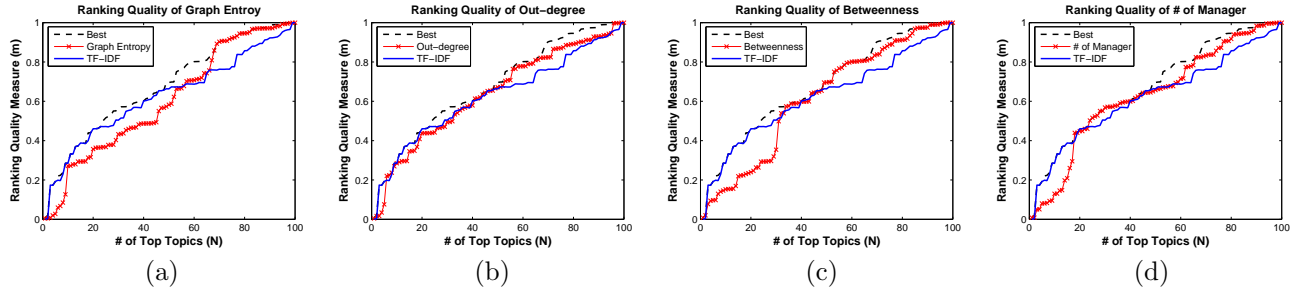 Ranking Quality of Graph Entroy
Ranking Quality Measure (m)
1
0.8
0.6
0.4
0.2
0
Best
Graph Entropy
TF−IDF
0 20 40 60 80 100
# of Top Topics (N)
(a)
Ranking Quality of Out−degree
Ranking Quality Measure (m)
1
0.8
0.6
0.4
0.2
0
Best
Out−degree
TF−IDF
0 20 40 60 80 100
# of Top Topics (N)
(b)
Ranking Quality of Betweenness
Ranking Quality Measure (m)
1
0.8
0.6
0.4
0.2
0
Best
Betweenness
TF−IDF
0 20 40 60 80 100
# of Top Topics (N)
(c)
Ranking Quality of # of Manager
Ranking Quality Measure (m)
1
0.8
0.6
0.4
0.2
0
Best
# of Manager
TF−IDF
0 20 40 60 80 100
# of Top Topics (N)
(d)